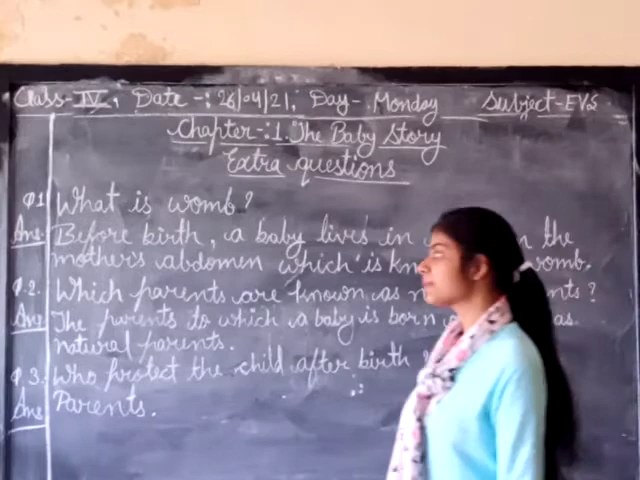 Class-IV, Date-:26/04/21, Day-.Monday Subject-EVS
Chapter-:1.The Baby Story
Extra questions
Q.1 What is womb?
Ans Before birth, a baby lives in the
mother's abdomen which is womb.
Q.2. Which parents are known as ?
Ans The parents to which a baby is born as
natural parents.
Q.3. Who protect the child after birth?
Ans Parents.